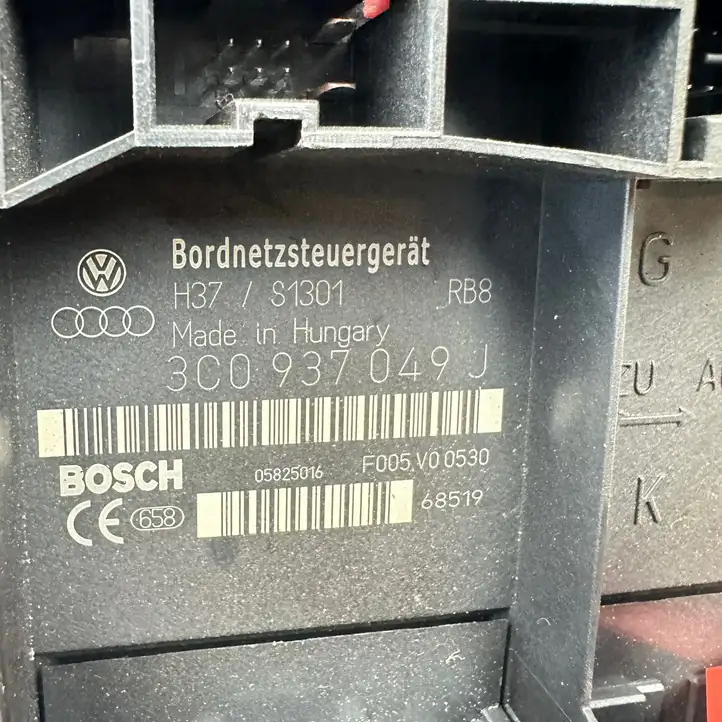 Bordnetzsteuergerät
H37 / S1301 RB8
Made in Hungary
3C0 937 049 J
BOSCH
05825016 F005 V0 0530
CE 658
68519
G
ZU
K